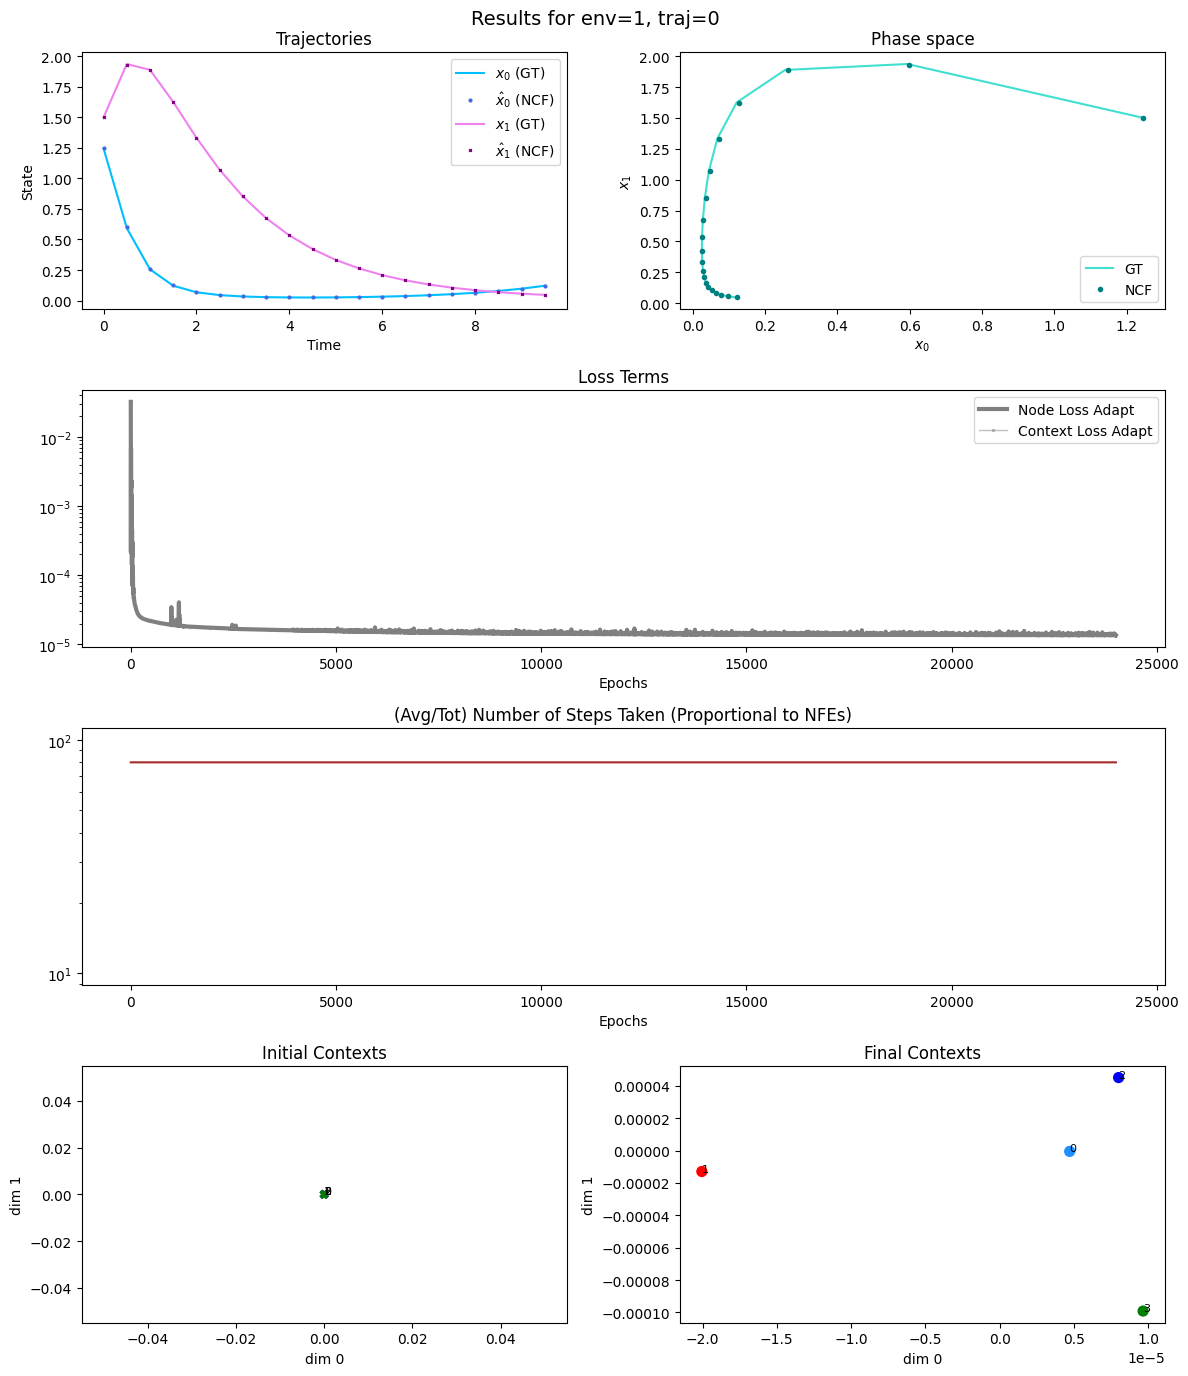 Results for env=1, traj=0
Trajectories
2.00
1.75
1.50
1.25
1.00
0.75
0.50
0.25
0.00
State
0 2 4 6 8
Time
x₀ (GT)
x̂₀ (NCF)
x₁ (GT)
x̂₁ (NCF)
Phase space
2.00
1.75
1.50
1.25
1.00
0.75
0.50
0.25
0.00
x₁
0.0 0.2 0.4 0.6 0.8 1.0 1.2
x₀
GT
NCF
Loss Terms
10⁻²
10⁻³
10⁻⁴
10⁻⁵
0 5000 10000 15000 20000 25000
Epochs
Node Loss Adapt
Context Loss Adapt
(Avg/Tot) Number of Steps Taken (Proportional to NFEs)
10²
10¹
0 5000 10000 15000 20000 25000
Epochs
Initial Contexts
0.04
0.02
0.00
−0.02
−0.04
dim 1
−0.04 −0.02 0.00 0.02 0.04
dim 0
Final Contexts
0.00004
0.00002
0.00000
−0.00002
−0.00004
−0.00006
−0.00008
−0.00010
dim 1
2
0
1
3
−2.0 −1.5 −1.0 −0.5 0.0 0.5 1.0
1e−5
dim 0